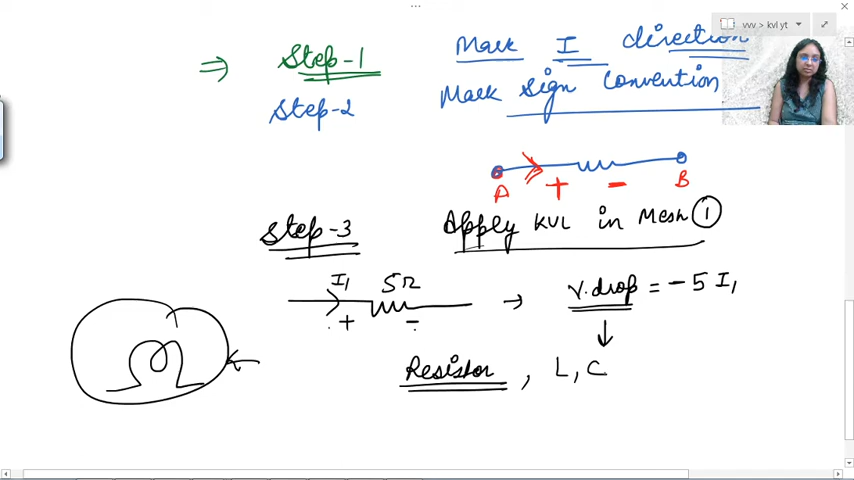 ...
vvv > kvl yt
⇒ Step-1 Mark I direction
Step-2 Mark sign convention
A + - B
Step-3 Apply KVL in Mesh 1
I₁ 5Ω → V.drop = -5 I₁
+ -
Resistor, L, C